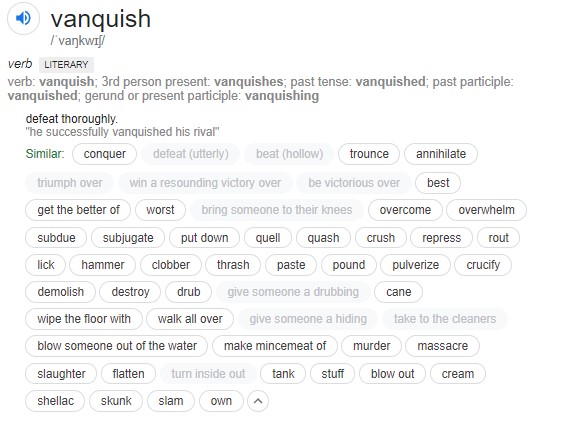 vanquish
/ˈvaŋkwɪʃ/
verb LITERARY
verb: vanquish; 3rd person present: vanquishes; past tense: vanquished; past participle:
vanquished; gerund or present participle: vanquishing
defeat thoroughly.
"he successfully vanquished his rival"
Similar: conquer defeat (utterly) beat (hollow) trounce annihilate
triumph over win a resounding victory over be victorious over best
get the better of worst bring someone to their knees overcome overwhelm
subdue subjugate put down quell quash crush repress rout
lick hammer clobber thrash paste pound pulverize crucify
demolish destroy drub give someone a drubbing cane
wipe the floor with walk all over give someone a hiding take to the cleaners
blow someone out of the water make mincemeat of murder massacre
slaughter flatten turn inside out tank stuff blow out cream
shellac skunk slam own